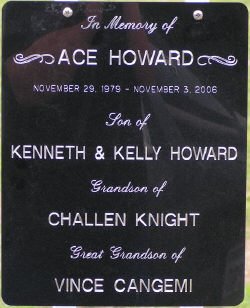 In Memory of
ACE HOWARD
NOVEMBER 29, 1979 - NOVEMBER 3, 2006
Son of
KENNETH & KELLY HOWARD
Grandson of
CHALLEN KNIGHT
Great Grandson of
VINCE CANGEMI